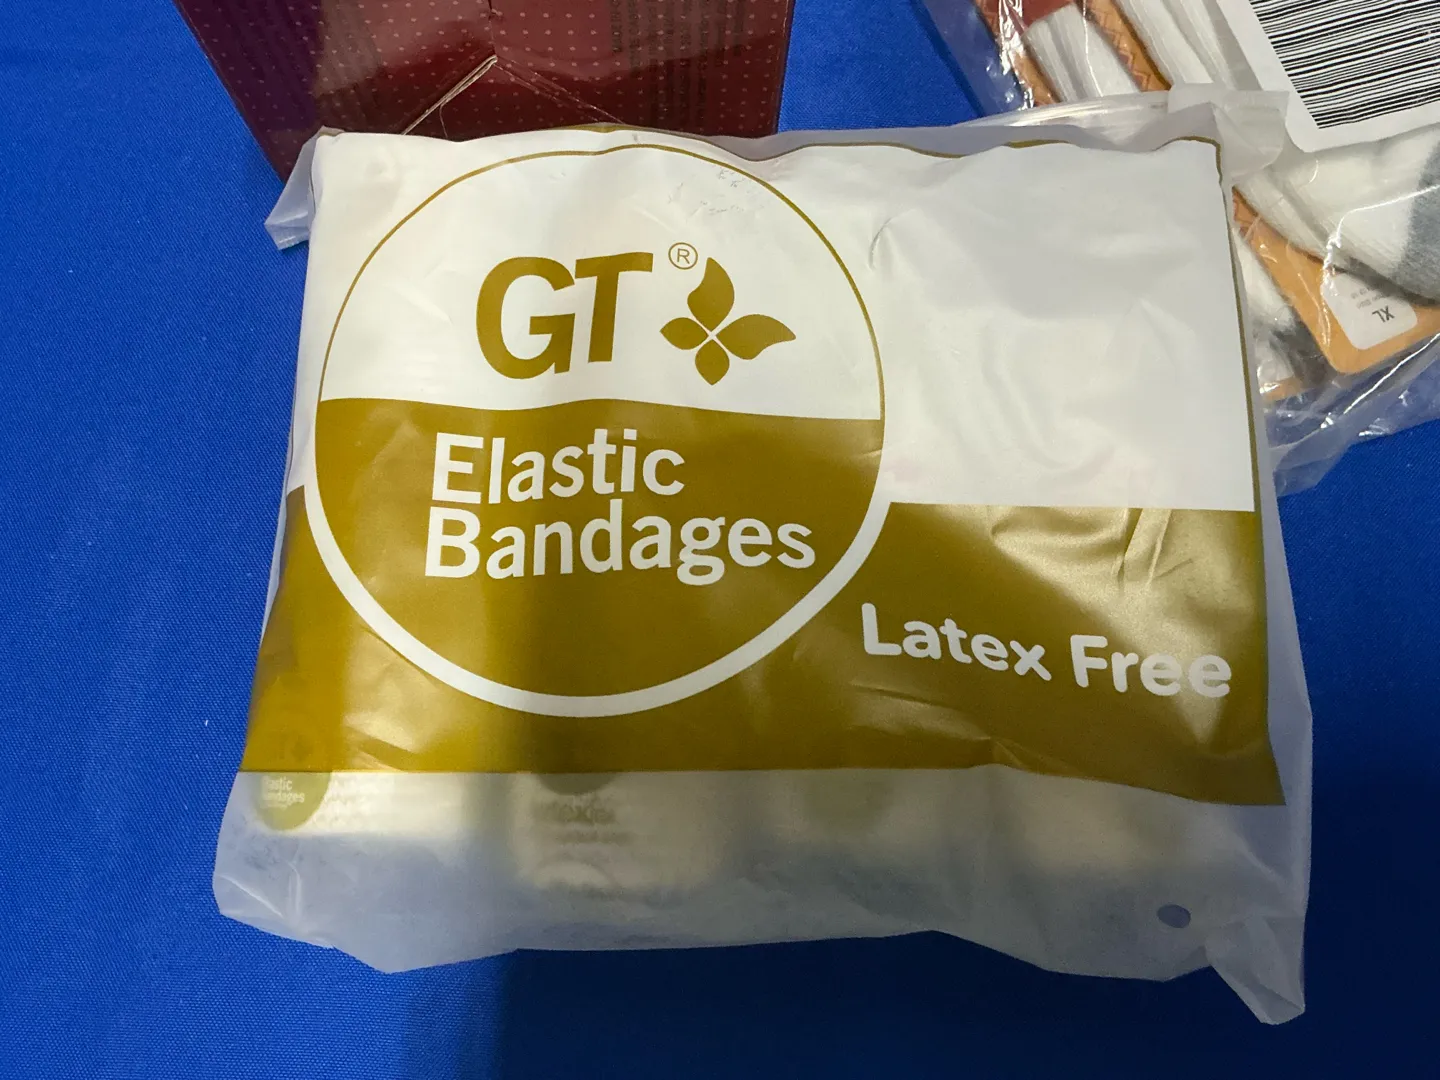 GT®
Elastic
Bandages
Latex Free
XL